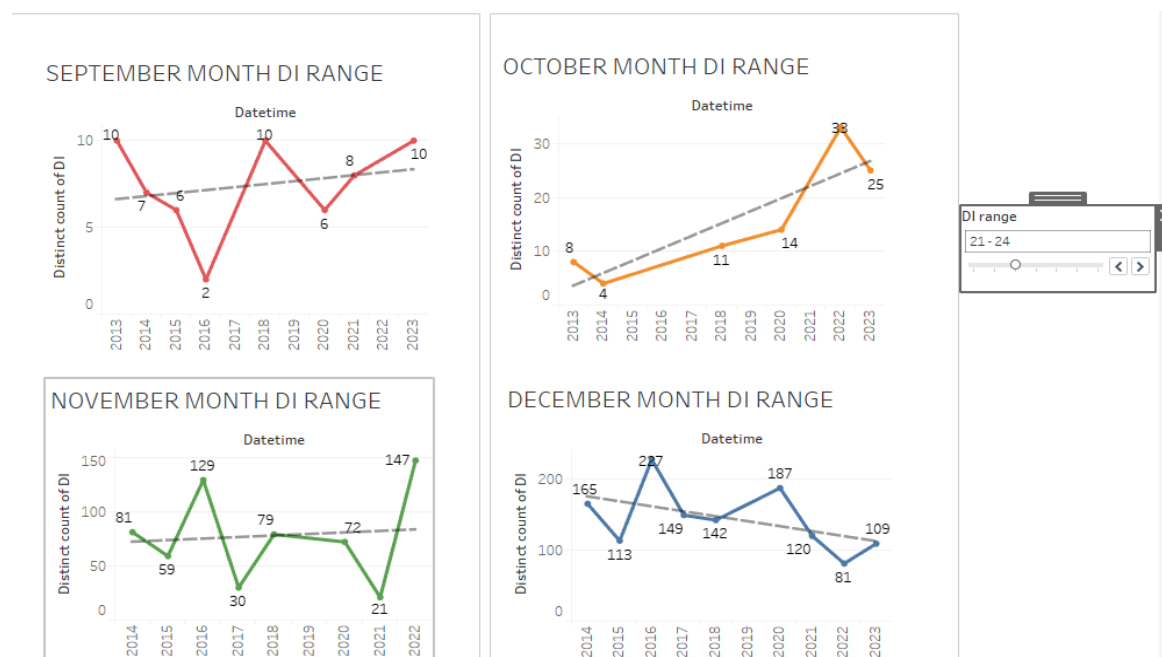 SEPTEMBER MONTH DI RANGE
Datetime
Distinct count of DI
10
5
0
10
7
6
2
10
6
8
10
2013 2014 2015 2016 2017 2018 2019 2020 2021 2022 2023
OCTOBER MONTH DI RANGE
Datetime
Distinct count of DI
30
20
10
0
8
4
11
14
33
25
2013 2014 2015 2016 2017 2018 2019 2020 2021 2022 2023
DI range
21 - 24
NOVEMBER MONTH DI RANGE
Datetime
Distinct count of DI
150
100
50
0
81
59
129
30
79
72
21
147
2014 2015 2016 2017 2018 2019 2020 2021 2022
DECEMBER MONTH DI RANGE
Datetime
Distinct count of DI
200
100
0
165
113
227
149
142
187
120
81
109
2014 2015 2016 2017 2018 2019 2020 2021 2022 2023